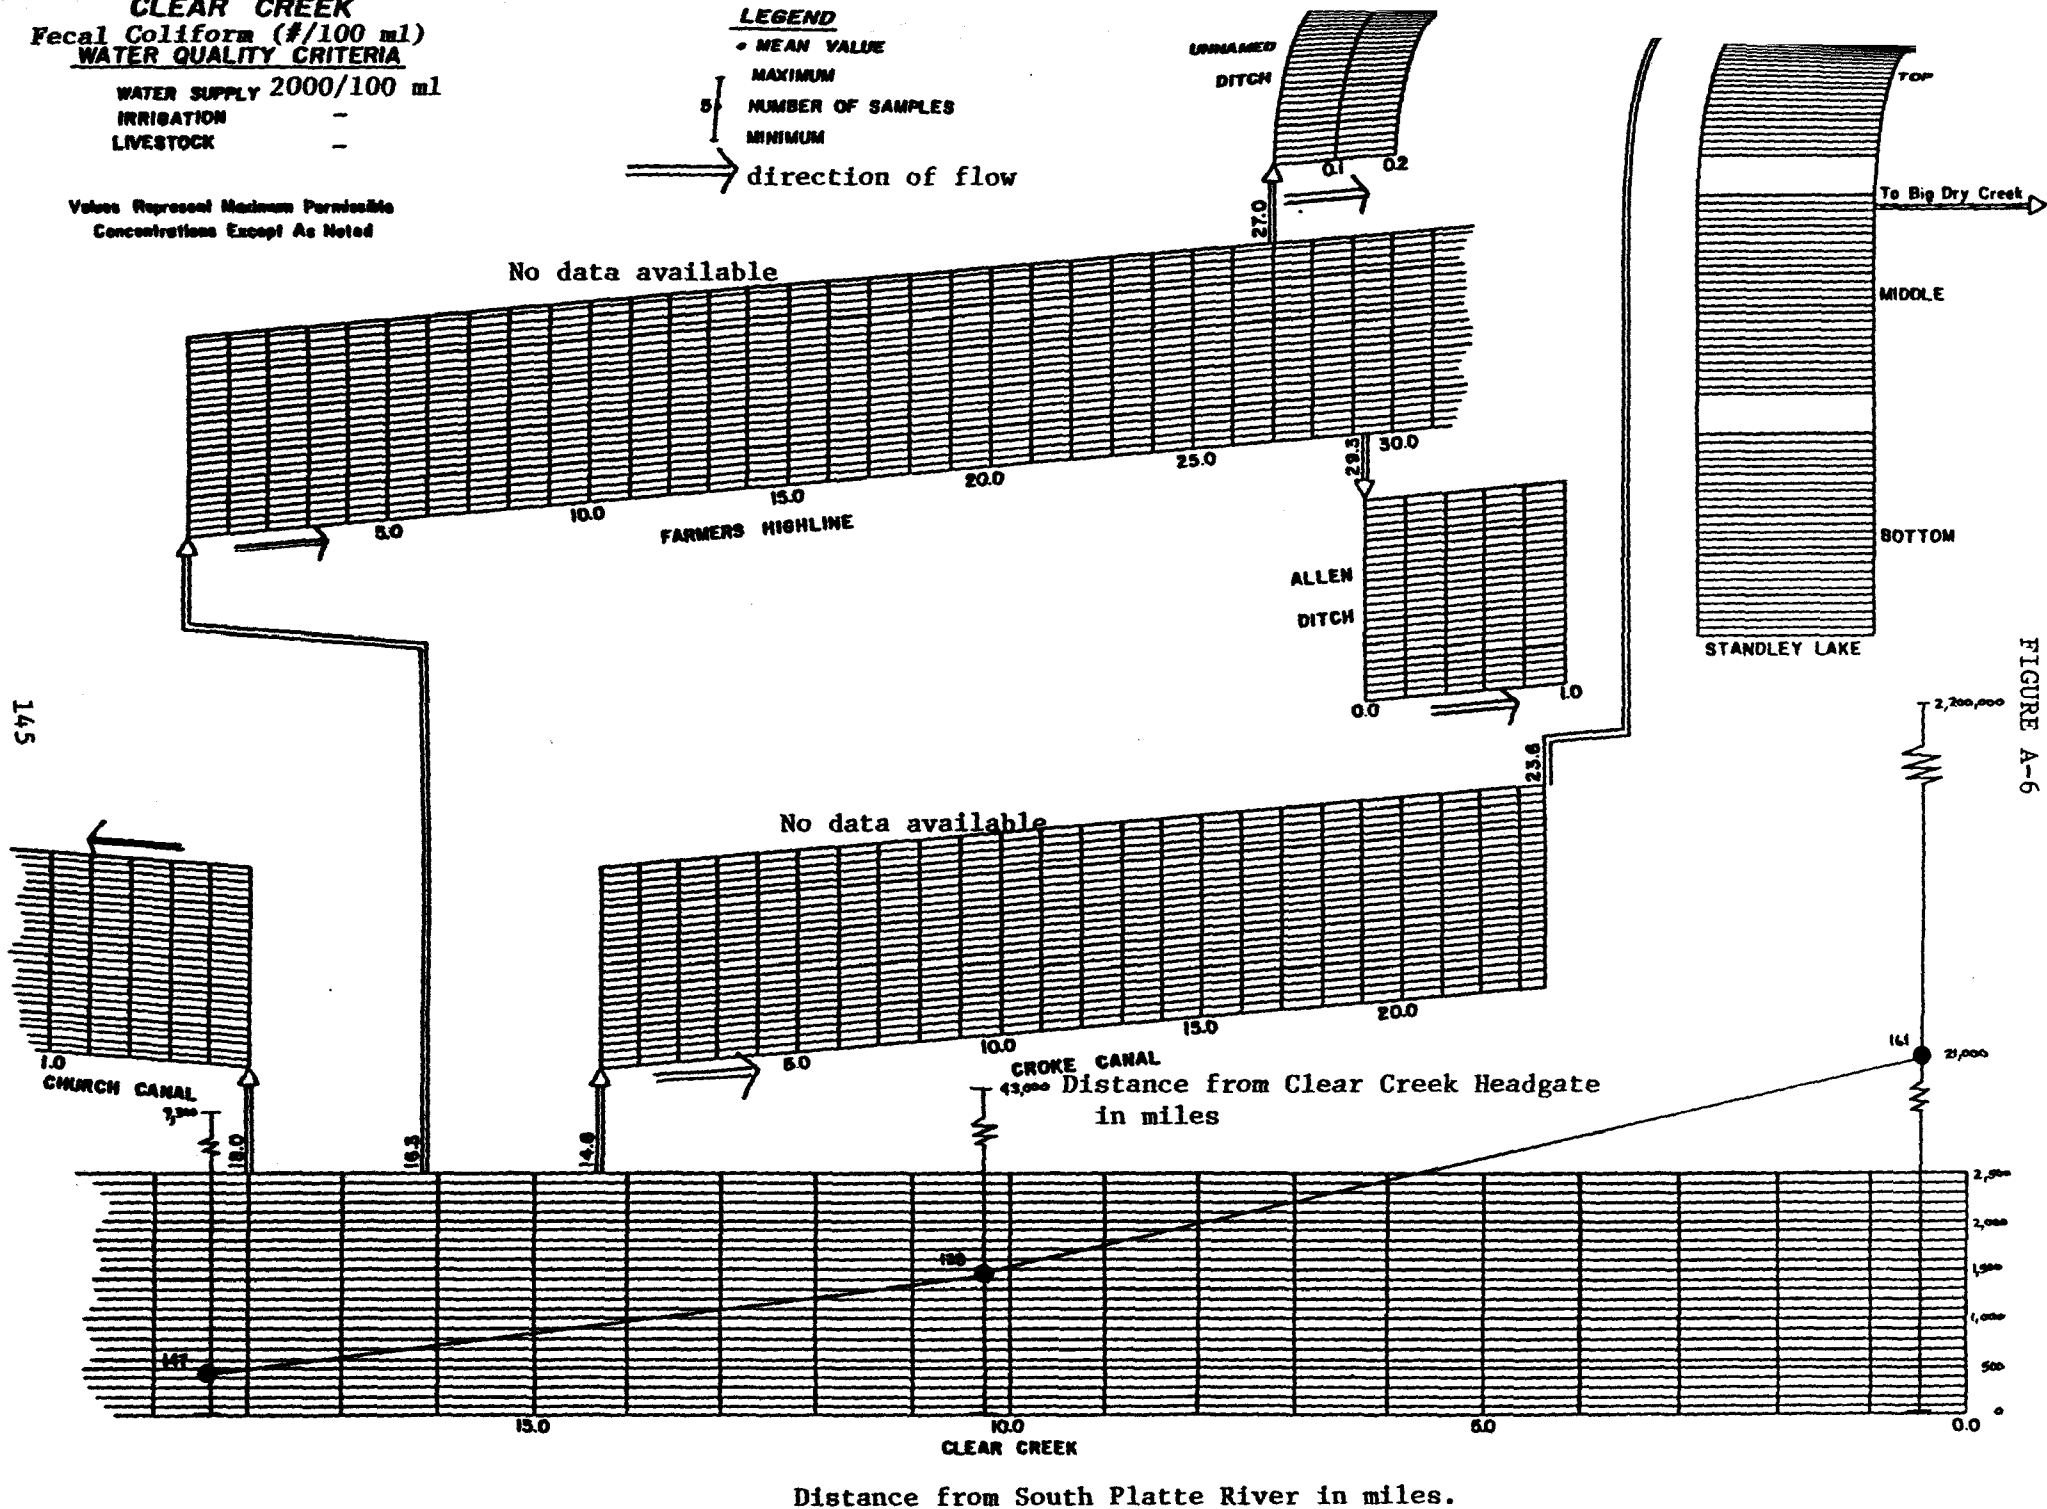 CLEAR CREEK
Fecal Coliform (#/100 ml)
WATER QUALITY CRITERIA
WATER SUPPLY 2000/100 ml
IRRIGATION –
LIVESTOCK –
Values Represent Maximum Permissible
Concentrations Except As Noted
LEGEND
• MEAN VALUE
MAXIMUM
5 NUMBER OF SAMPLES
MINIMUM
direction of flow
UNNAMED
DITCH
0.1 0.2
27.0
TOP
To Big Dry Creek
MIDDLE
BOTTOM
STANDLEY LAKE
No data available
5.0 10.0 15.0 20.0 25.0 30.0
29.3
FARMERS HIGHLINE
ALLEN
DITCH
0.0 1.0
23.6
FIGURE A-6
145
2,200,000
No data available
5.0 10.0 15.0 20.0
CROKE CANAL
Distance from Clear Creek Headgate
in miles
1.0
CHURCH CANAL
18.0
16.3
14.8
43,000
161
21,000
2,500
2,000
1,500
1,000
500
0
15.0 10.0 5.0 0.0
CLEAR CREEK
Distance from South Platte River in miles.